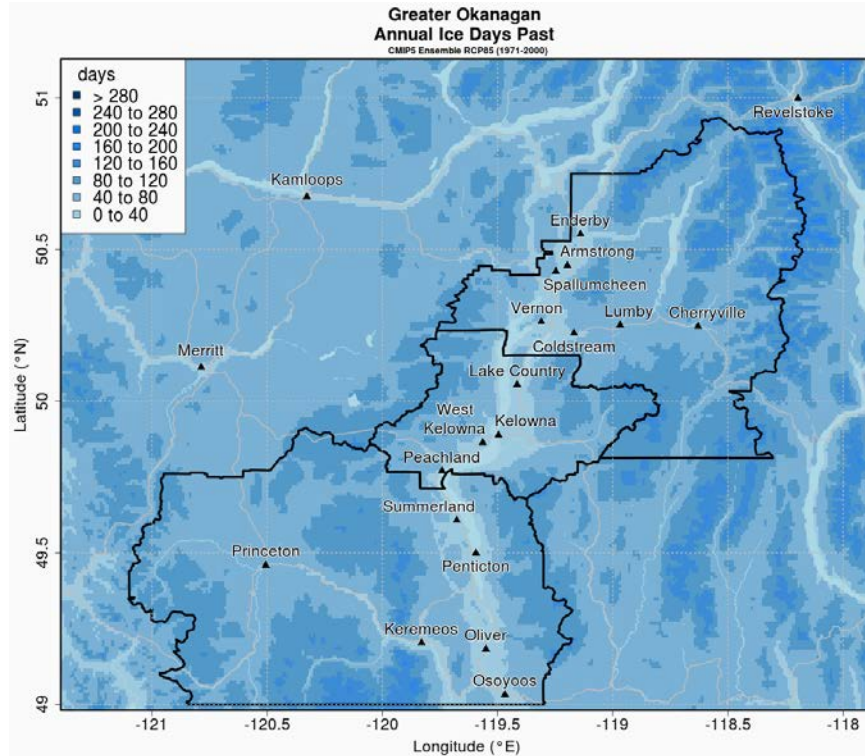 Greater Okanagan
Annual Ice Days Past
CMIP5 Ensemble RCP85 (1971-2000)
days
> 280
240 to 280
200 to 240
160 to 200
120 to 160
80 to 120
40 to 80
0 to 40
Revelstoke
Kamloops
Enderby
Armstrong
Spallumcheen
Vernon
Lumby
Cherryville
Coldstream
Merritt
Lake Country
West
Kelowna
Kelowna
Peachland
Summerland
Princeton
Penticton
Keremeos
Oliver
Osoyoos
51
50.5
50
49.5
49
Latitude (°N)
-121
-120.5
-120
-119.5
-119
-118.5
-118
Longitude (°E)